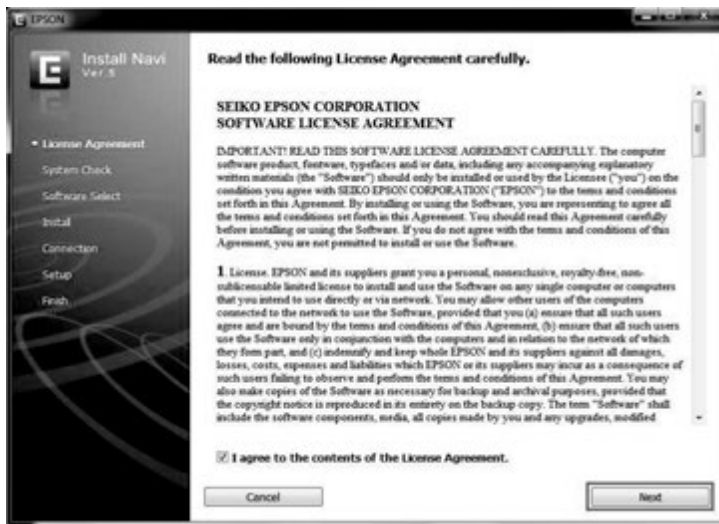 EPSON
E
Install Navi
Ver.5
Read the following License Agreement carefully.
License Agreement
System Check
Software Select
Install
Connection
Setup
Finish
SEIKO EPSON CORPORATION
SOFTWARE LICENSE AGREEMENT
IMPORTANT! READ THIS SOFTWARE LICENSE AGREEMENT CAREFULLY. The computer
software product, fontware, typefaces and/or data, including any accompanying explanatory
written materials (the "Software") should only be installed or used by the Licensee ("you") on the
condition you agree with SEIKO EPSON CORPORATION ("EPSON") to the terms and conditions
set forth in this Agreement. By installing or using the Software, you are representing to agree all
the terms and conditions set forth in this Agreement. You should read this Agreement carefully
before installing or using the Software. If you do not agree with the terms and conditions of this
Agreement, you are not permitted to install or use the Software.
1. License. EPSON and its suppliers grant you a personal, nonexclusive, royalty-free, non-
sublicensable limited license to install and use the Software on any single computer or computers
that you intend to use directly or via network. You may allow other users of the computers
connected to the network to use the Software, provided that you (a) ensure that all such users
agree and are bound by the terms and conditions of this Agreement, (b) ensure that all such users
use the Software only in conjunction with the computers and in relation to the network of which
they form part, and (c) indemnify and keep whole EPSON and its suppliers against all damages,
losses, costs, expenses and liabilities which EPSON or its suppliers may incur as a consequence of
such users failing to observe and perform the terms and conditions of this Agreement. You may
also make copies of the Software as necessary for backup and archival purposes, provided that
the copyright notice is reproduced in its entirety on the backup copy. The term "Software" shall
include the software components, media, all copies made by you and any upgrades, modified
I agree to the contents of the License Agreement.
Cancel
Next